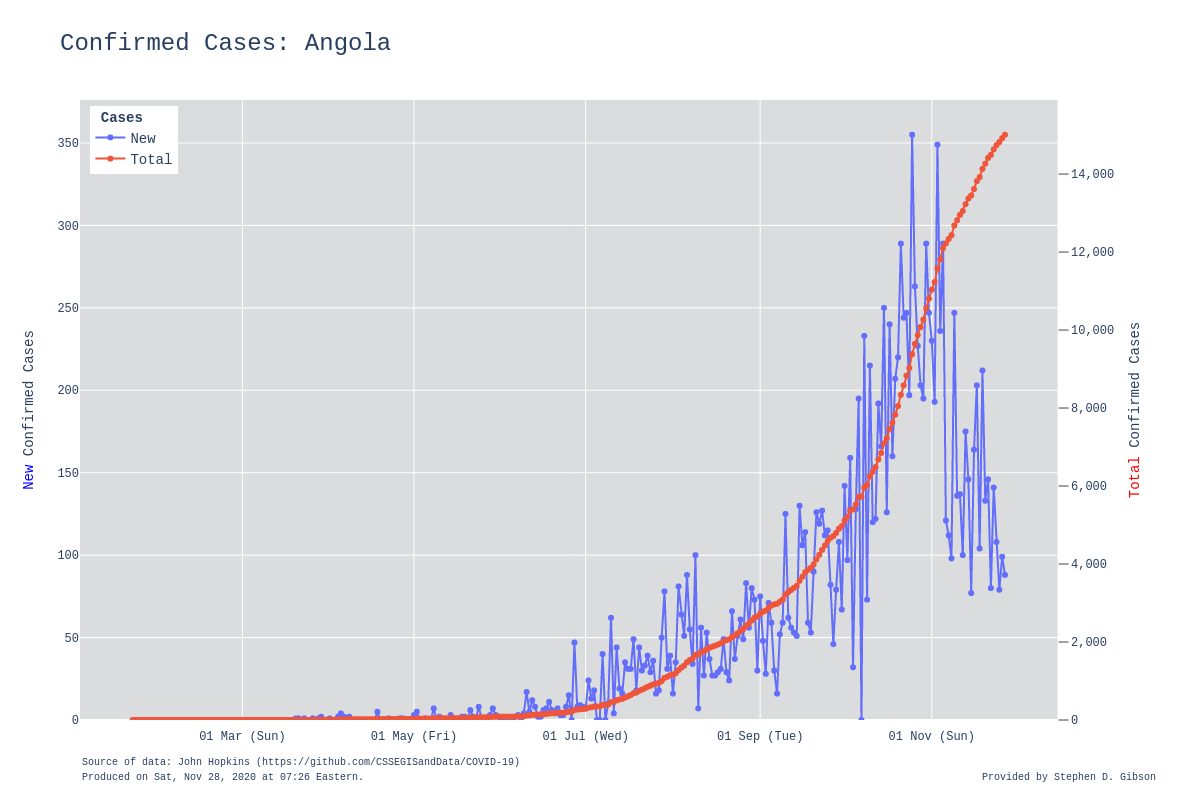 Confirmed Cases: Angola
Cases
New
Total
350
300
250
200
150
100
50
0
New Confirmed Cases
14,000
12,000
10,000
8,000
6,000
4,000
2,000
0
Total Confirmed Cases
01 Mar (Sun)
01 May (Fri)
01 Jul (Wed)
01 Sep (Tue)
01 Nov (Sun)
Source of data: John Hopkins (https://github.com/CSSEGISandData/COVID-19)
Produced on Sat, Nov 28, 2020 at 07:26 Eastern.
Provided by Stephen D. Gibson